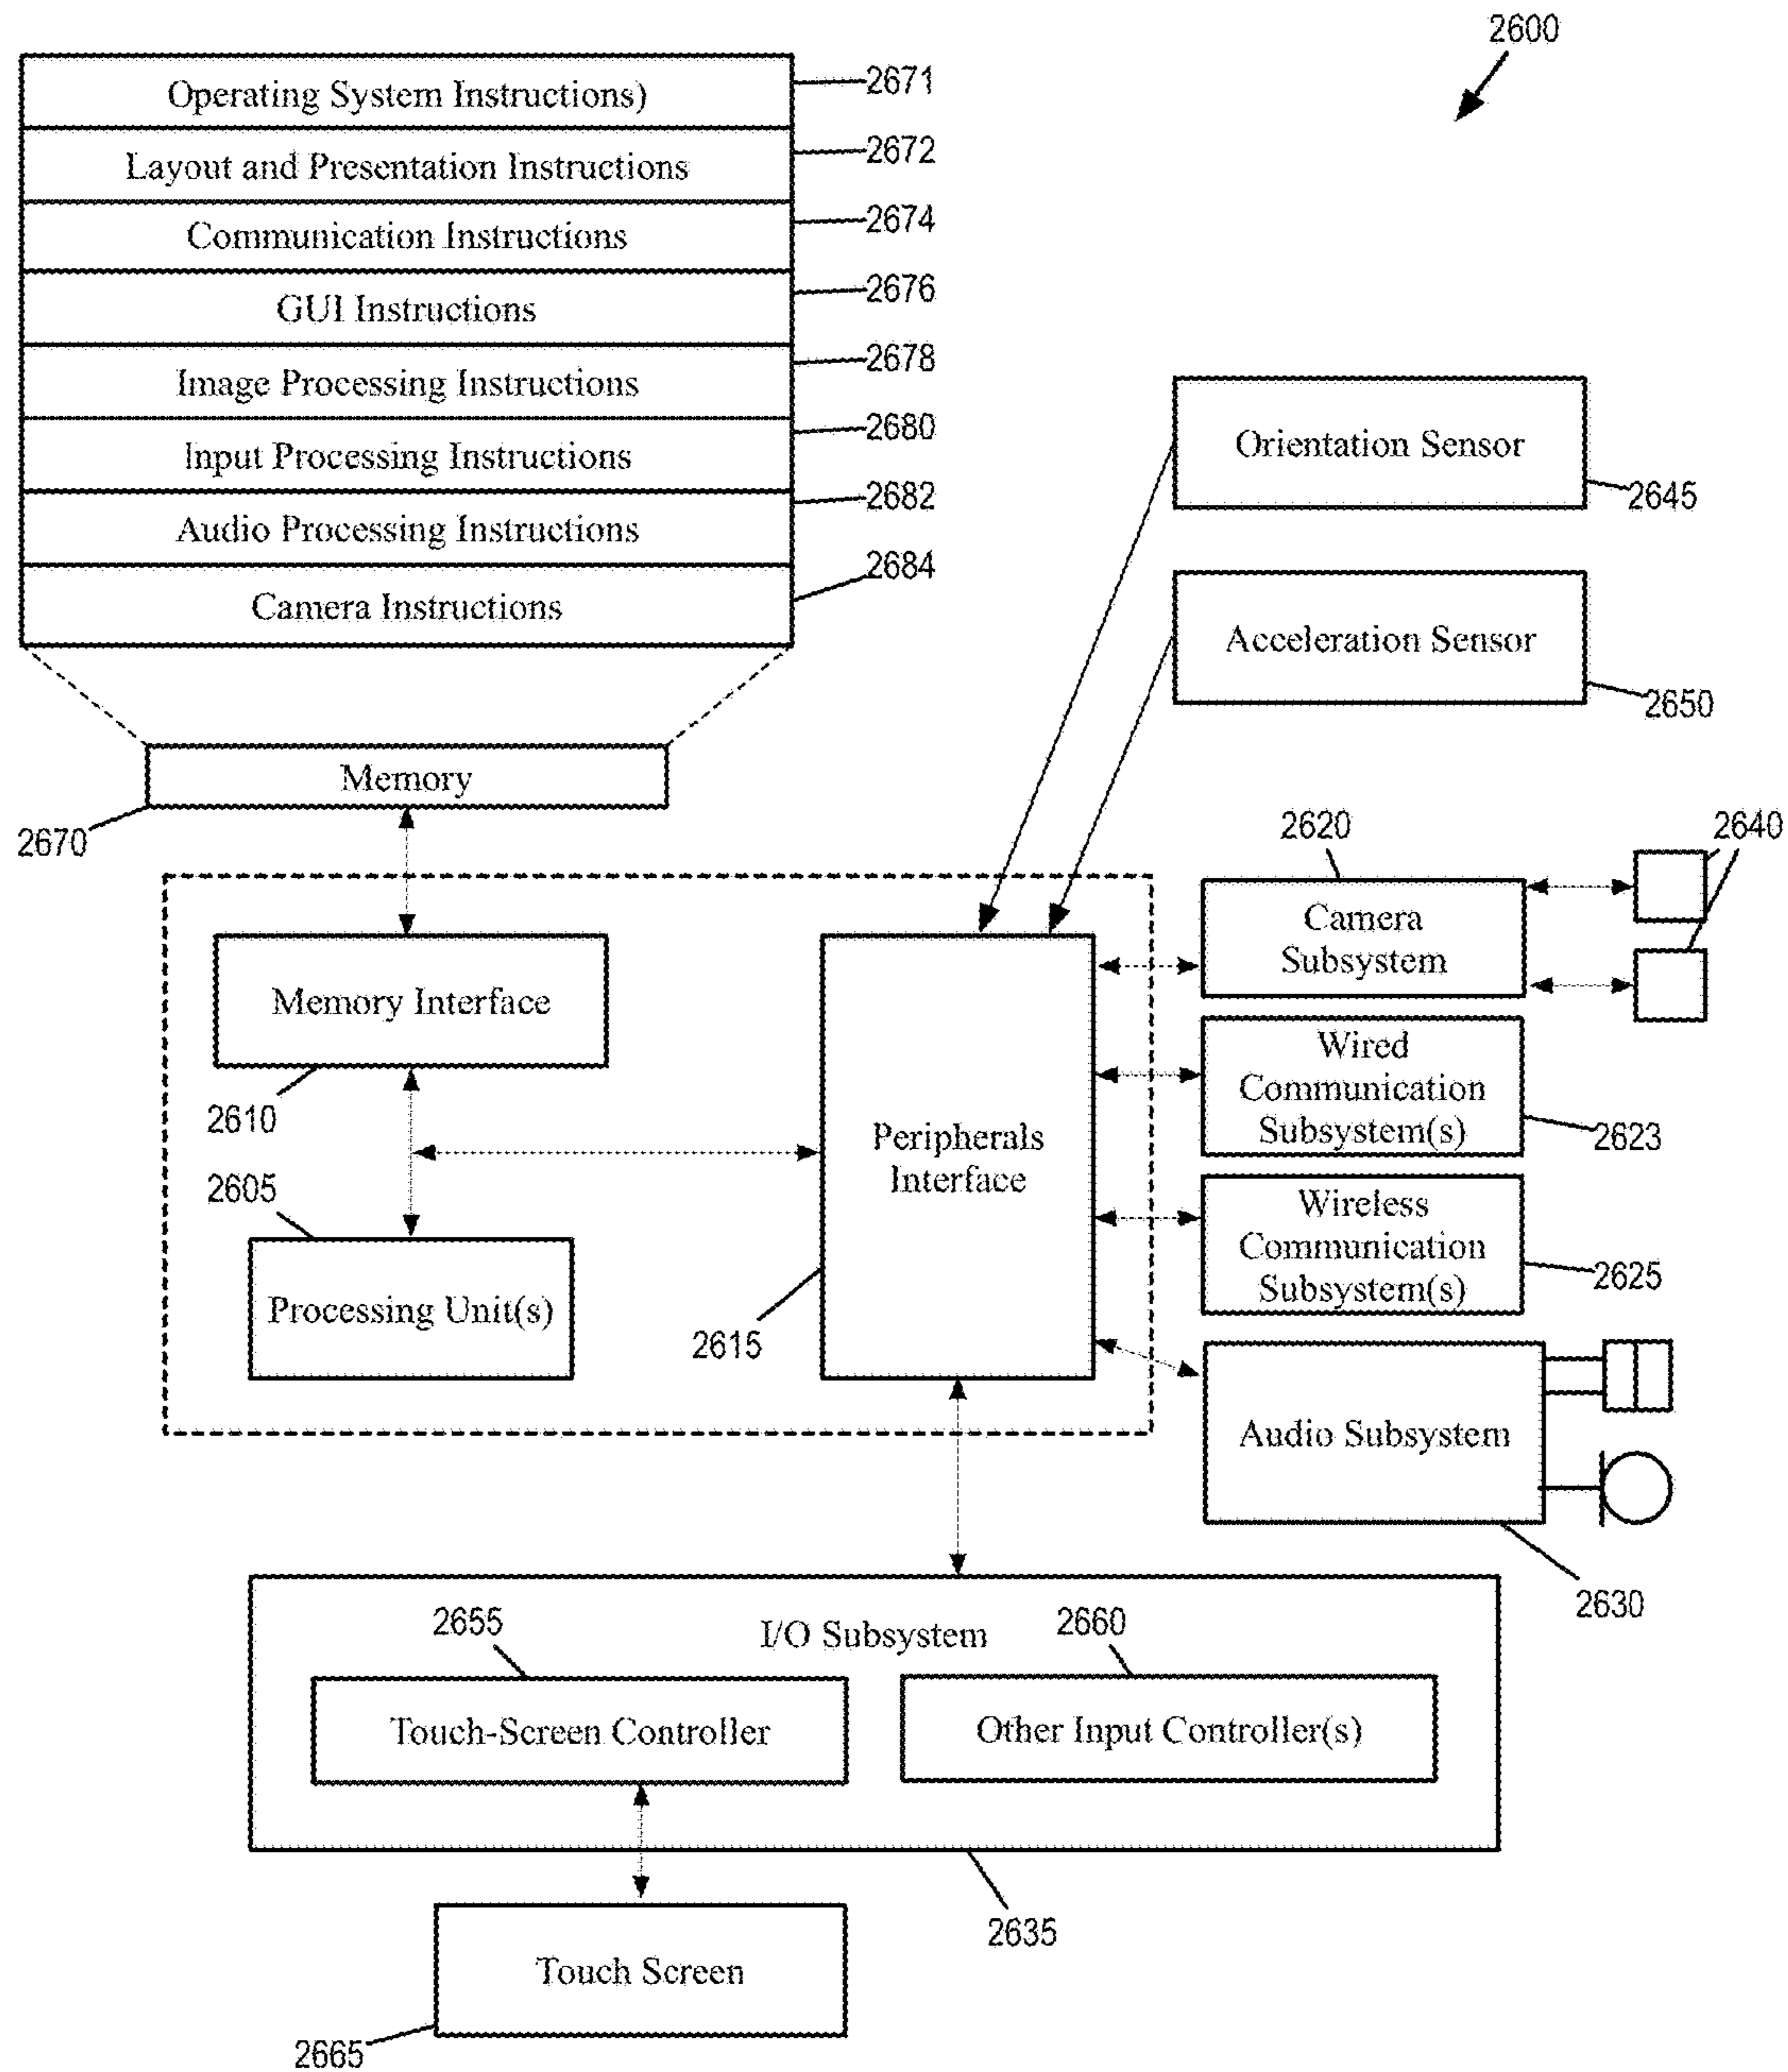 2600
Operating System Instructions)
2671
Layout and Presentation Instructions
2672
Communication Instructions
2674
GUI Instructions
2676
Image Processing Instructions
2678
Input Processing Instructions
2680
Audio Processing Instructions
2682
Camera Instructions
2684
Orientation Sensor
2645
Acceleration Sensor
2650
Memory
2670
2620
2640
Camera
Subsystem
Memory Interface
2610
Wired
Communication
Subsystem(s)
2623
Peripherals
Interface
2615
2605
Processing Unit(s)
Wireless
Communication
Subsystem(s)
2625
Audio Subsystem
2630
I/O Subsystem
2655
2660
Touch-Screen Controller
Other Input Controller(s)
2635
Touch Screen
2665